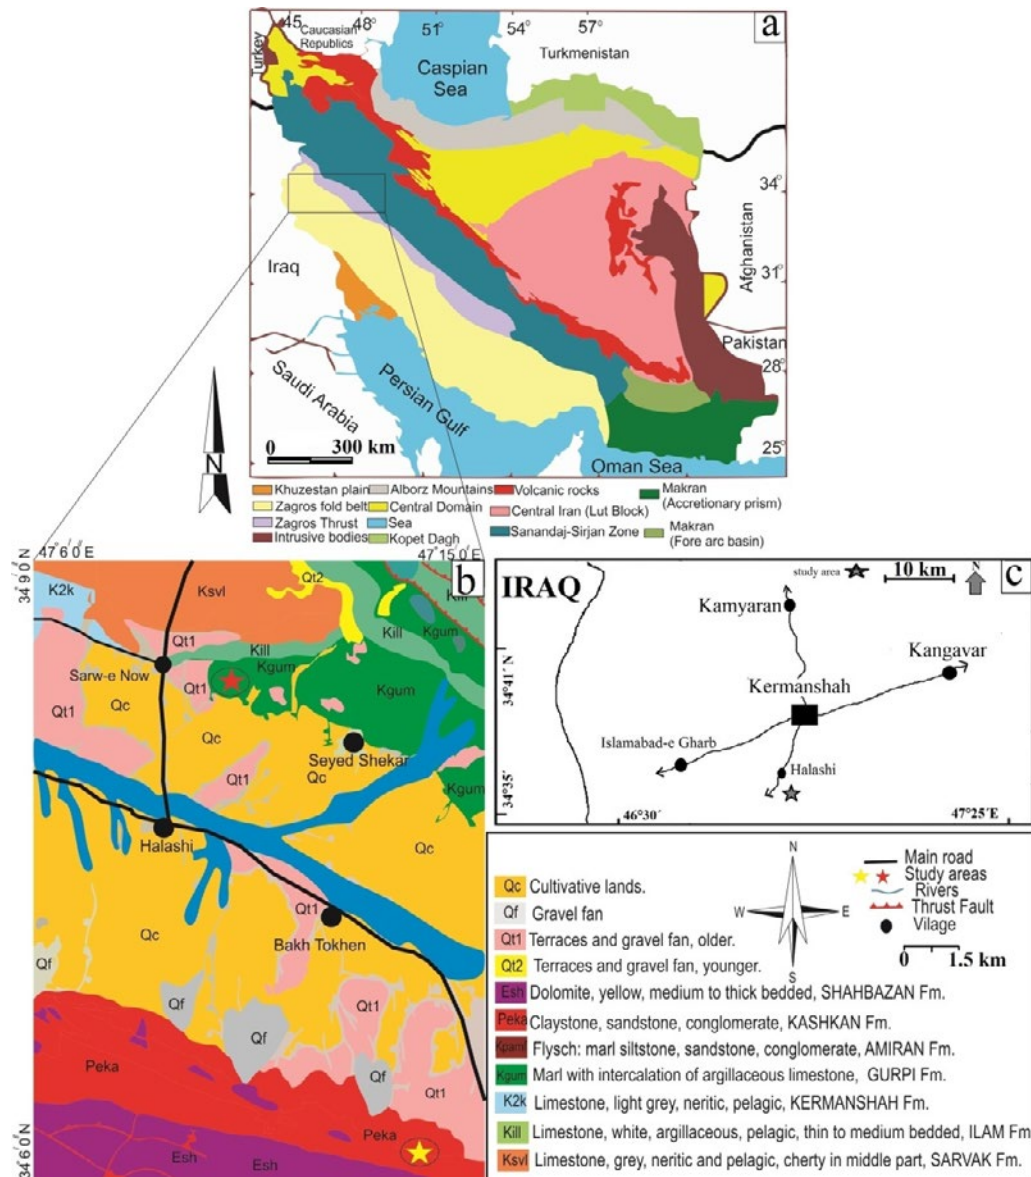 a
45 48 51° 54° 57°
Turkey
Caucasian
Republics
Caspian
Sea
Turkmenistan
34°
Afghanistan
Iraq
31°
Pakistan
28°
Saudi Arabia
Persian Gulf
25°
N
0 300 km
Oman Sea
Khuzestan plain
Zagros fold belt
Zagros Thrust
Intrusive bodies
Alborz Mountains
Central Domain
Sea
Kopet Dagh
Volcanic rocks
Central Iran (Lut Block)
Sanandaj-Sirjan Zone
Makran
(Accretionary prism)
Makran
(Fore arc basin)
b
K2k
Ksvl
Qt2
Kill
Kgum
Qt1
Kill
Kill
Kgum
Sarw-e Now
Qt1
Kgum
Qt1
Qc
Qc
Seyed Shekar
Qc
Qt1
Kgum
Halashi
Qc
Qc
Qt1
Bakh Tokhen
Qf
Qf
Qt1
Qf
Qf
Qt1
Peka
Peka
Esh
Esh
c
IRAQ
study area
10 km
N
Kamyaran
Kangavar
34°41´ N
Kermanshah
Islamabad-e Gharb
Halashi
34°35´
46°30´
47°25´E
Qc Cultivative lands.
Qf Gravel fan
Qt1 Terraces and gravel fan, older.
Qt2 Terraces and gravel fan, younger.
Esh Dolomite, yellow, medium to thick bedded, SHAHBAZAN Fm.
Peka Claystone, sandstone, conglomerate, KASHKAN Fm.
Flysch: marl siltstone, sandstone, conglomerate, AMIRAN Fm.
Kgum Marl with intercalation of argillaceous limestone, GURPI Fm.
K2k Limestone, light grey, neritic, pelagic, KERMANSHAH Fm.
Kill Limestone, white, argillaceous, pelagic, thin to medium bedded, ILAM Fm
Ksvl Limestone, grey, neritic and pelagic, cherty in middle part, SARVAK Fm.
N
W E
S
Main road
Study areas
Rivers
Thrust Fault
Vilage
0 1.5 km